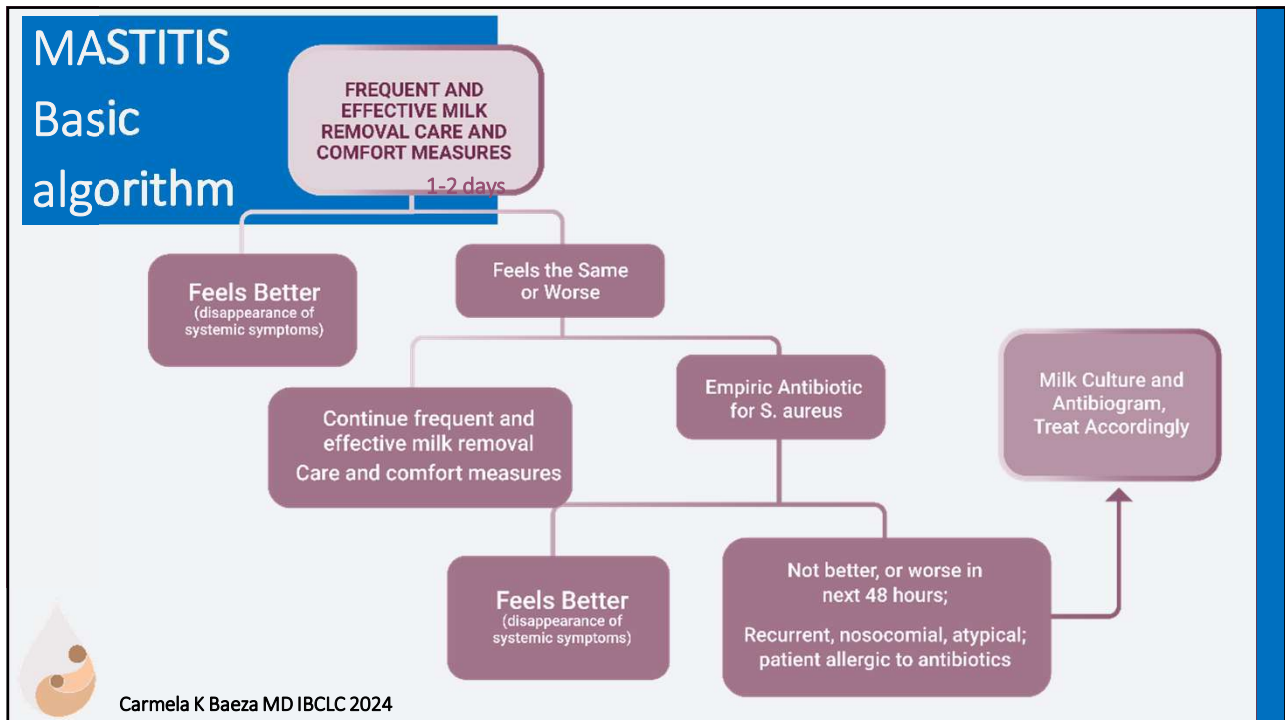 MASTITIS
Basic
algorithm
FREQUENT AND
EFFECTIVE MILK
REMOVAL CARE AND
COMFORT MEASURES
1-2 days
Feels Better
(disappearance of
systemic symptoms)
Feels the Same
or Worse
Continue frequent and
effective milk removal
Care and comfort measures
Empiric Antibiotic
for S. aureus
Milk Culture and
Antibiogram,
Treat Accordingly
Feels Better
(disappearance of
systemic symptoms)
Not better, or worse in
next 48 hours;
Recurrent, nosocomial, atypical;
patient allergic to antibiotics
Carmela K Baeza MD IBCLC 2024